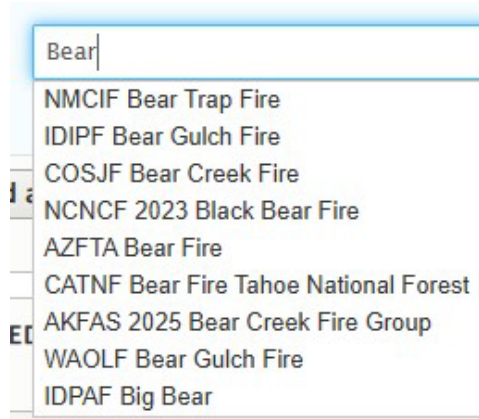 Bear
NMCIF Bear Trap Fire
IDIPF Bear Gulch Fire
COSJF Bear Creek Fire
NCNCF 2023 Black Bear Fire
AZFTA Bear Fire
CATNF Bear Fire Tahoe National Forest
AKFAS 2025 Bear Creek Fire Group
WAOLF Bear Gulch Fire
IDPAF Big Bear